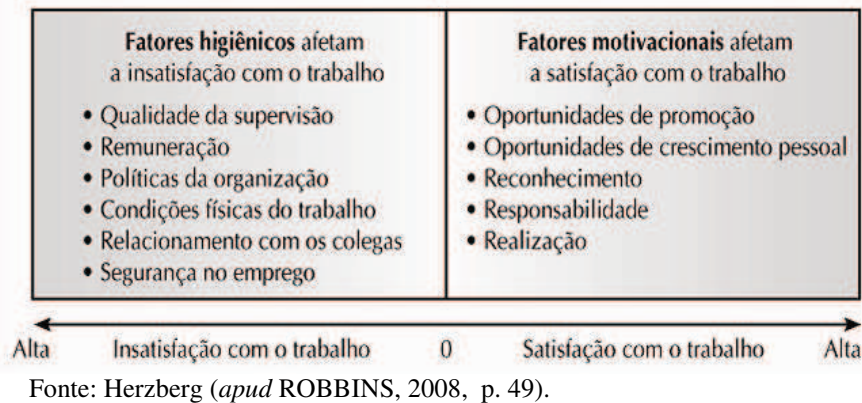 Fatores higiênicos afetam
a insatisfação com o trabalho
• Qualidade da supervisão
• Remuneração
• Políticas da organização
• Condições físicas do trabalho
• Relacionamento com os colegas
• Segurança no emprego
Fatores motivacionais afetam
a satisfação com o trabalho
• Oportunidades de promoção
• Oportunidades de crescimento pessoal
• Reconhecimento
• Responsabilidade
• Realização
Alta Insatisfação com o trabalho 0 Satisfação com o trabalho Alta
Fonte: Herzberg (apud ROBBINS, 2008, p. 49).